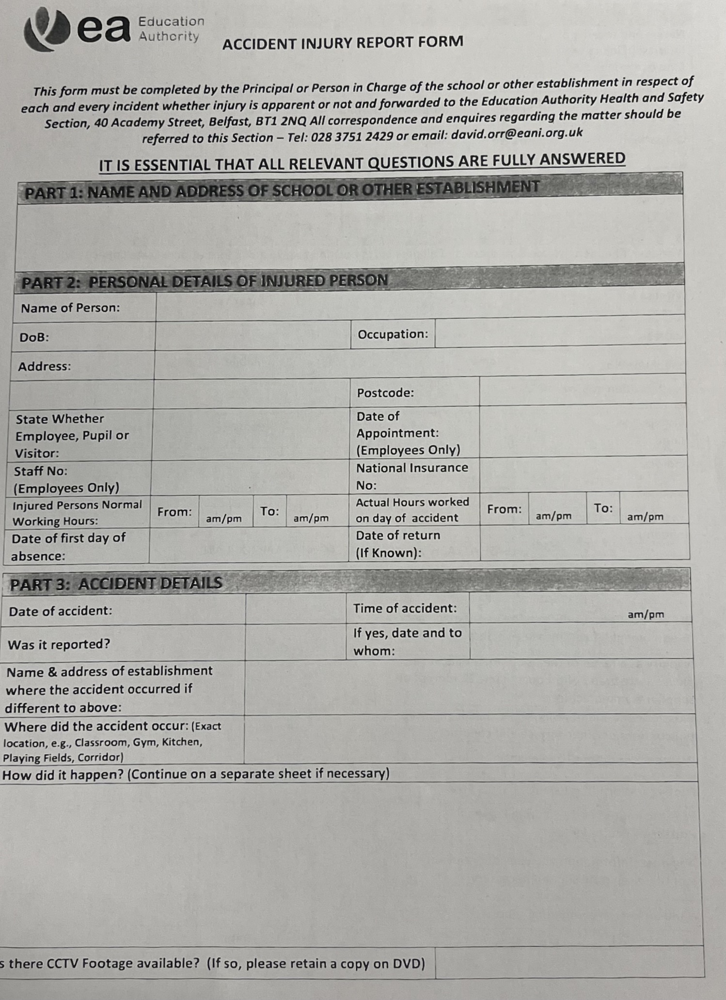 ea Education
Authority
ACCIDENT INJURY REPORT FORM
This form must be completed by the Principal or Person in Charge of the school or other establishment in respect of
each and every incident whether injury is apparent or not and forwarded to the Education Authority Health and Safety
Section, 40 Academy Street, Belfast, BT1 2NQ All correspondence and enquires regarding the matter should be
referred to this Section – Tel: 028 3751 2429 or email: david.orr@eani.org.uk
IT IS ESSENTIAL THAT ALL RELEVANT QUESTIONS ARE FULLY ANSWERED
PART 1: NAME AND ADDRESS OF SCHOOL OR OTHER ESTABLISHMENT
PART 2: PERSONAL DETAILS OF INJURED PERSON
Name of Person:
DoB:
Occupation:
Address:
Postcode:
State Whether
Employee, Pupil or
Visitor:
Date of
Appointment:
(Employees Only)
Staff No:
(Employees Only)
National Insurance
No:
Injured Persons Normal
Working Hours:
From:
am/pm
To:
am/pm
Actual Hours worked
on day of accident
From:
am/pm
To:
am/pm
Date of first day of
absence:
Date of return
(If Known):
PART 3: ACCIDENT DETAILS
Date of accident:
Time of accident:
am/pm
Was it reported?
If yes, date and to
whom:
Name & address of establishment
where the accident occurred if
different to above:
Where did the accident occur: (Exact
location, e.g., Classroom, Gym, Kitchen,
Playing Fields, Corridor)
How did it happen? (Continue on a separate sheet if necessary)
s there CCTV Footage available? (If so, please retain a copy on DVD)